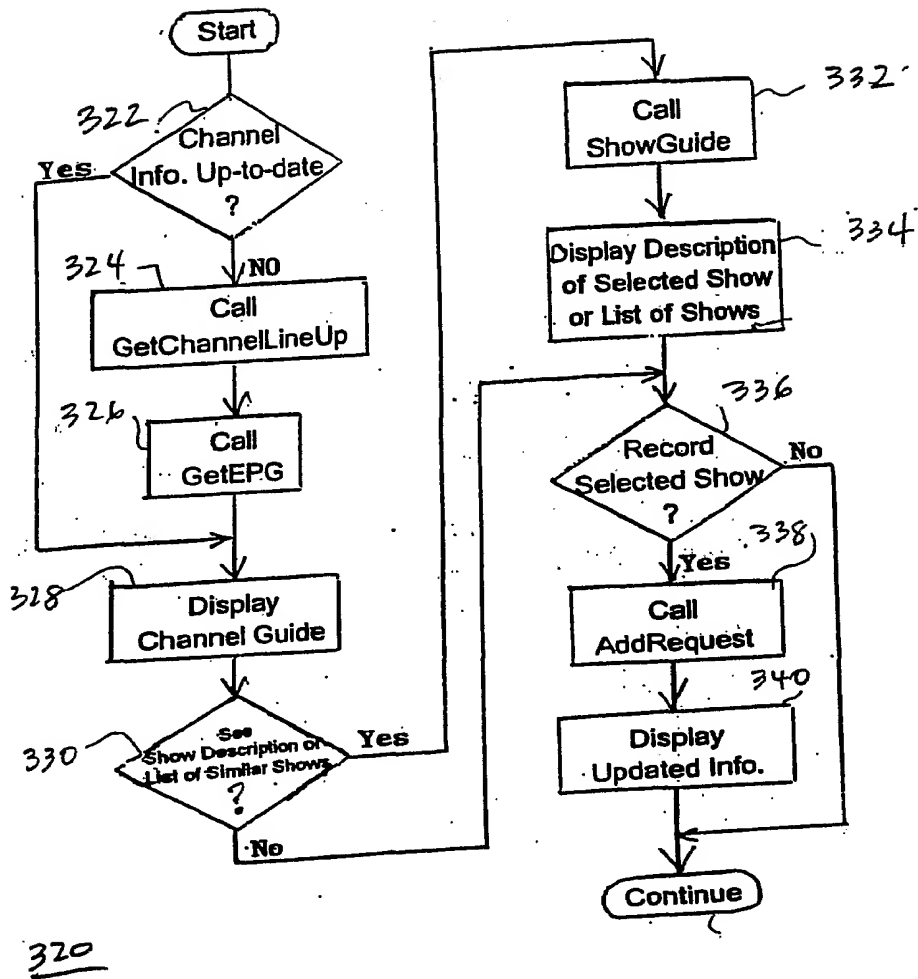 Start
322
Channel
Info. Up-to-date
?
Yes
NO
324
Call
GetChannelLineUp
326
Call
GetEPG
328
Display
Channel Guide
330
See
Show Description or
List of Similar Shows
?
Yes
No
332
Call
ShowGuide
334
Display Description
of Selected Show
or List of Shows
336
Record
Selected Show
?
No
Yes
338
Call
AddRequest
340
Display
Updated Info.
Continue
320